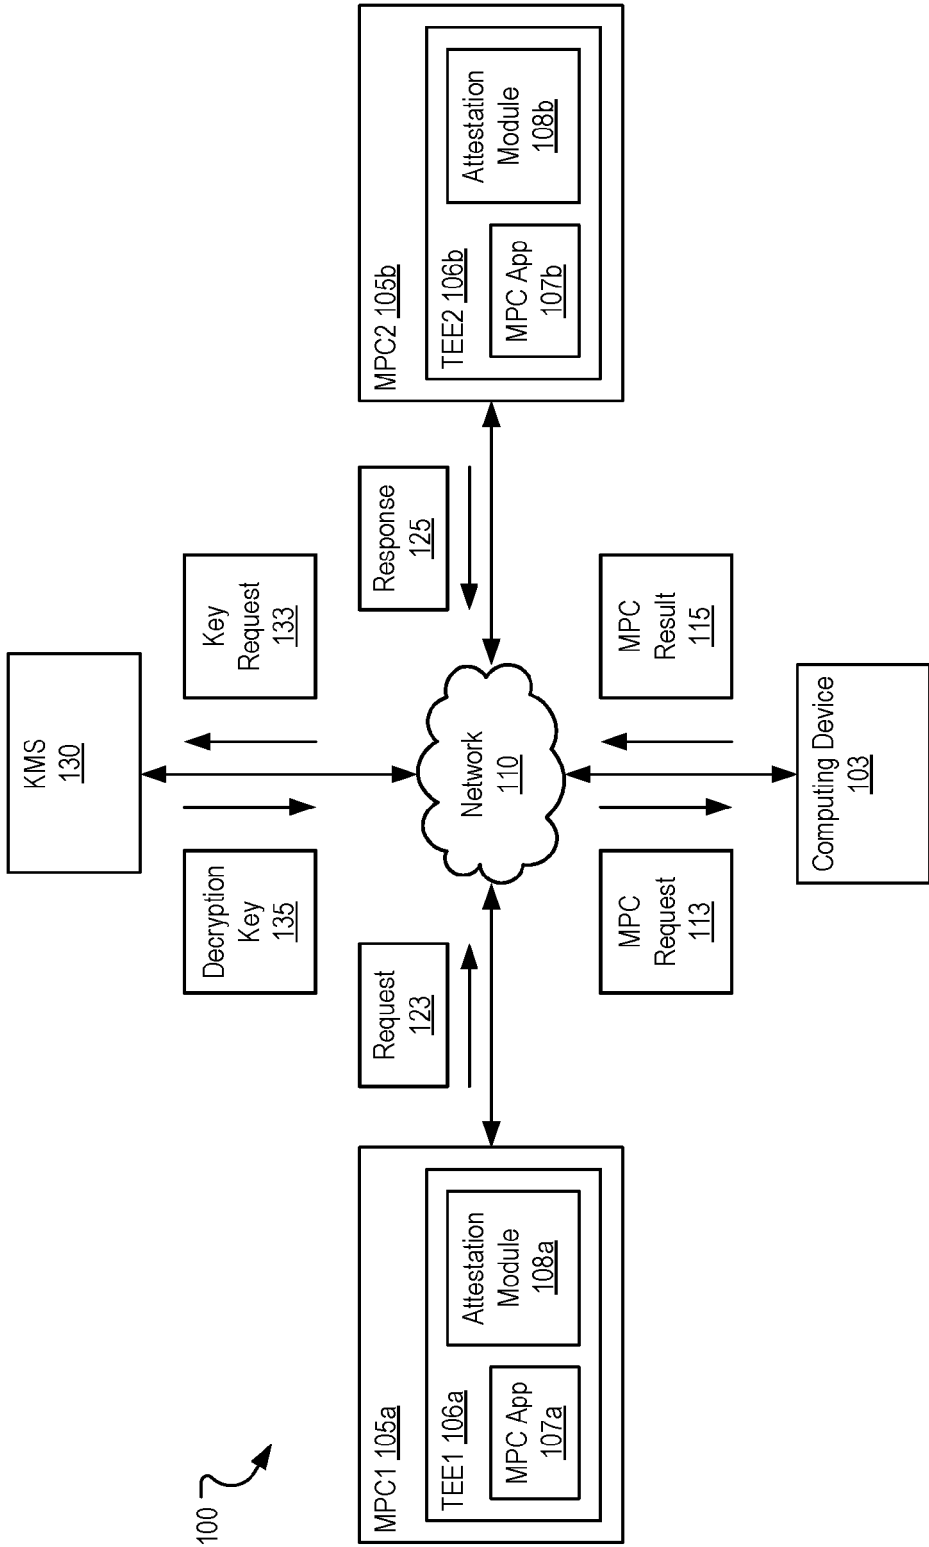 100
MPC1 105a
TEE1 106a
MPC App
107a
Attestation
Module
108a
Request
123
Decryption
Key
135
KMS
130
Key
Request
133
Network
110
MPC
Request
113
Computing Device
103
MPC
Result
115
Response
125
MPC2 105b
TEE2 106b
MPC App
107b
Attestation
Module
108b